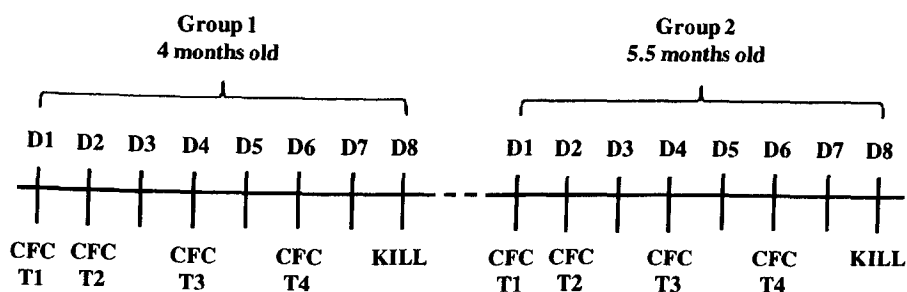 Group 1 Group 2
4 months old 5.5 months old
D1 D2 D3 D4 D5 D6 D7 D8 D1 D2 D3 D4 D5 D6 D7 D8
CFC CFC CFC CFC KILL CFC CFC CFC CFC KILL
T1 T2 T3 T4 T1 T2 T3 T4